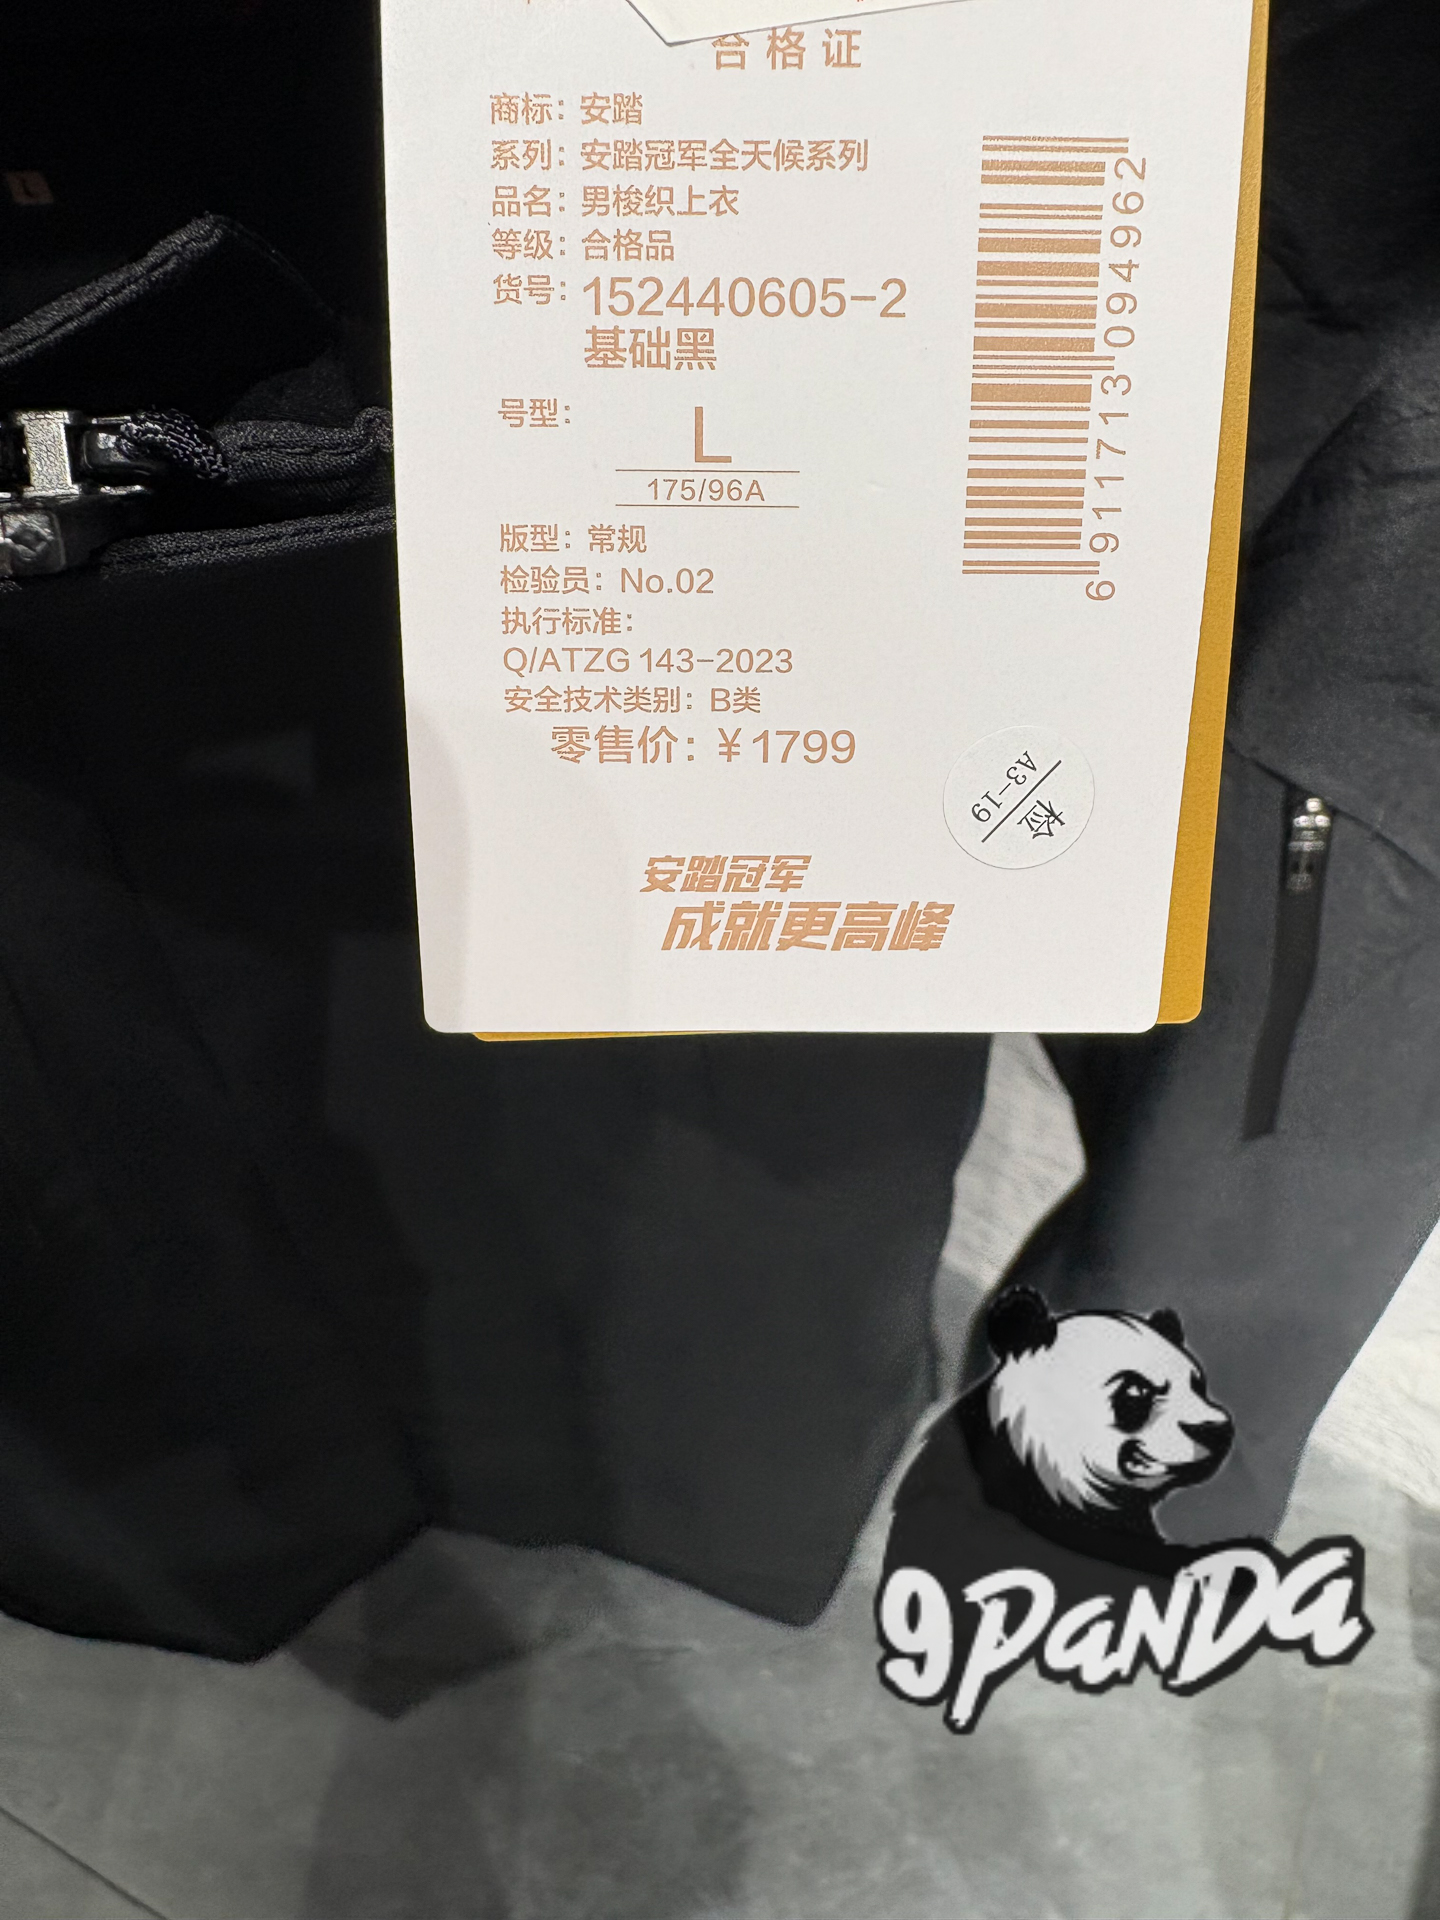 合格证
商标：安踏
系列：安踏冠军全天候系列
品名：男梭织上衣
等级：合格品
货号：152440605-2
基础黑
号型：
L
175/96A
版型：常规
检验员：No.02
执行标准：
Q/ATZG 143-2023
安全技术类别：B类
零售价：¥1799
6 911713 094962
检
A3-19
安踏冠军
成就更高峰
L
9PANDA